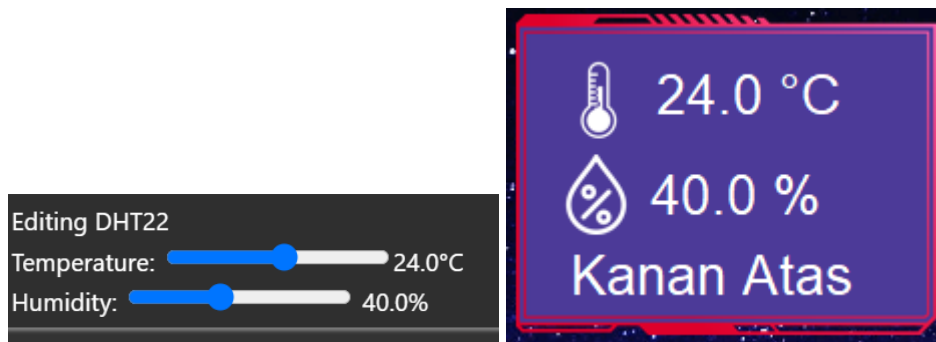 Editing DHT22
Temperature: 24.0°C
Humidity: 40.0%
24.0 °C
40.0 %
Kanan Atas